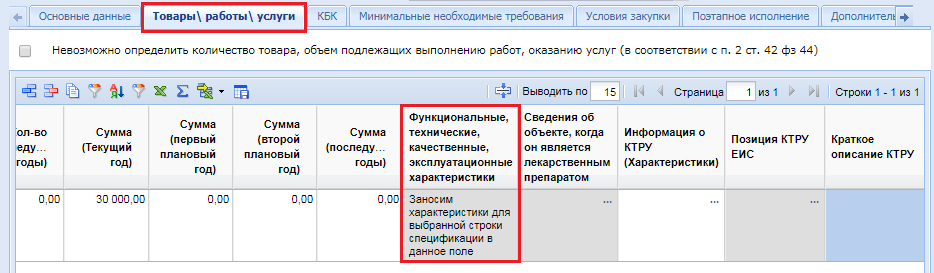 Основные данные Товары\ работы\ услуги КБК Минимальные необходимые требования Условия закупки Поэтапное исполнение Дополнитель
Невозможно определить количество товара, объем подлежащих выполнению работ, оказанию услуг (в соответствии с п. 2 ст. 42 фз 44)
Выводить по 15 Страница 1 из 1 Строки 1 - 1 из 1
ол-во
еду...
годы)
Сумма
(Текущий
год)
Сумма
(первый
плановый
год)
Сумма
(второй
плановый
год)
Сумма
(последу...
годы)
Функциональные,
технические,
качественные,
эксплуатационные
характеристики
Сведения об
объекте, когда
он является
лекарственным
препаратом
Информация о
КТРУ
(Характеристики)
Позиция КТРУ
ЕИС
Краткое
описание КТРУ
0,00 30 000,00 0,00 0,00 0,00
Заносим
характеристики для
выбранной строки
спецификации в
данное поле
... ... ...